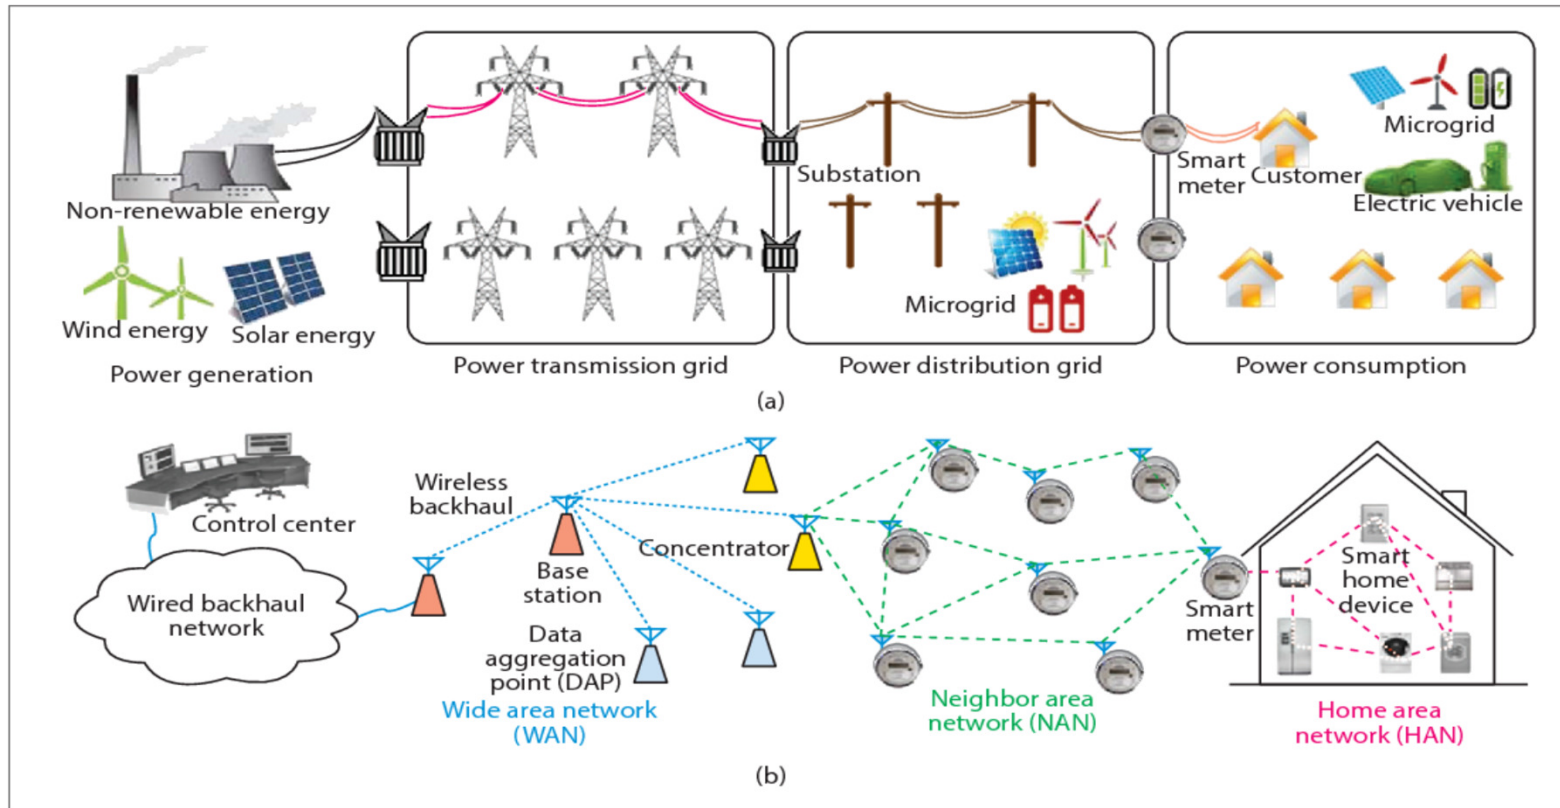 Non-renewable energy
Wind energy
Solar energy
Power generation
Power transmission grid
Substation
Microgrid
Power distribution grid
Smart
meter
Customer
Microgrid
Electric vehicle
Power consumption
(a)
Control center
Wired backhaul
network
Wireless
backhaul
Base
station
Concentrator
Data
aggregation
point (DAP)
Wide area network
(WAN)
Neighbor area
network (NAN)
Smart
meter
Smart
home
device
Home area
network (HAN)
(b)